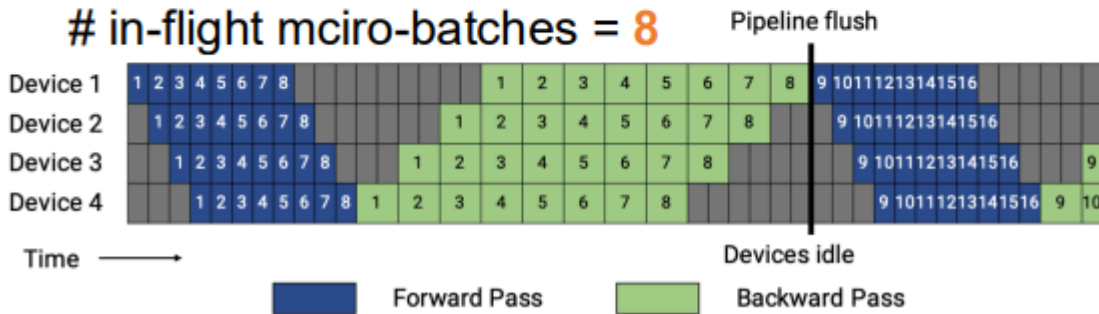 # in-flight mciro-batches = 8
Pipeline flush
Device 1 1 2 3 4 5 6 7 8 1 2 3 4 5 6 7 8 9 10 11 12 13 14 15 16
Device 2 1 2 3 4 5 6 7 8 1 2 3 4 5 6 7 8 9 10 11 12 13 14 15 16
Device 3 1 2 3 4 5 6 7 8 1 2 3 4 5 6 7 8 9 10 11 12 13 14 15 16 9
Device 4 1 2 3 4 5 6 7 8 1 2 3 4 5 6 7 8 9 10 11 12 13 14 15 16 9 10
Time
Devices idle
Forward Pass Backward Pass